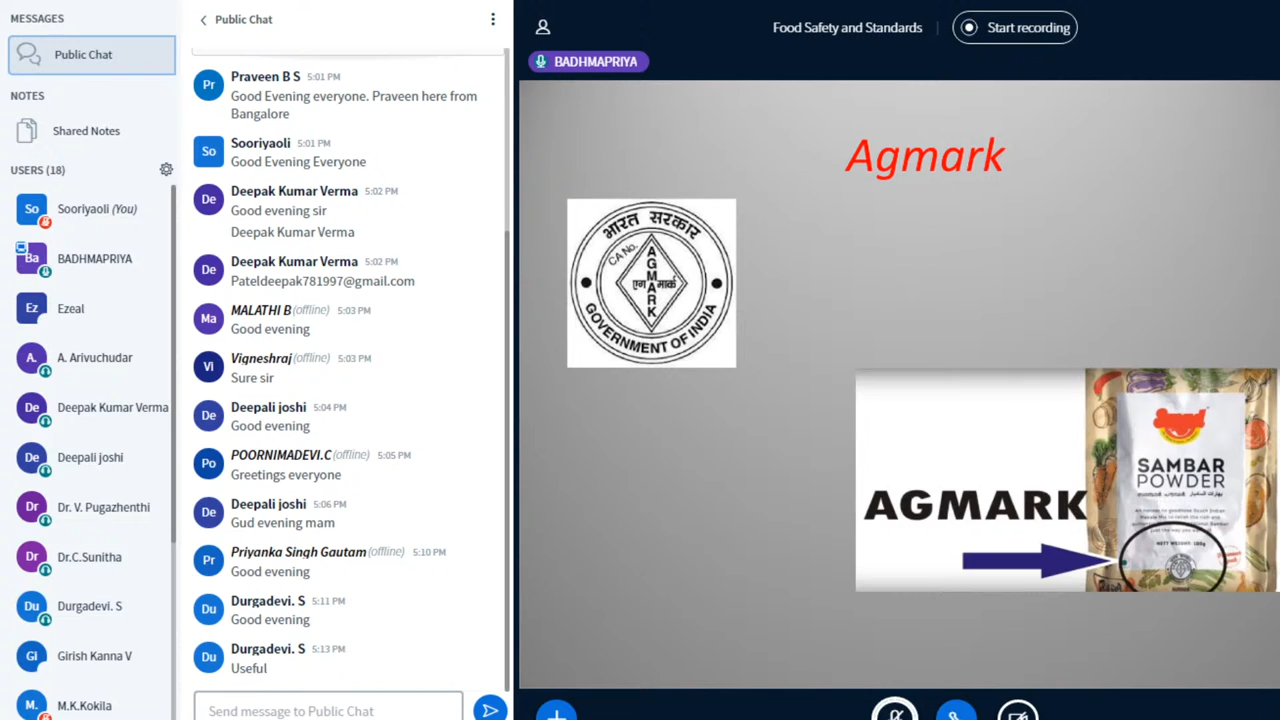 MESSAGES
Public Chat
NOTES
Shared Notes
USERS (18)
So
Sooriyaoli (You)
Ba
BADHMAPRIYA
Ez
Ezeal
A.
A. Arivuchudar
De
Deepak Kumar Verma
De
Deepali joshi
Dr
Dr. V. Pugazhenthi
Dr
Dr.C.Sunitha
Du
Durgadevi. S
Gi
Girish Kanna V
M.
M.K.Kokila
Public Chat
Pr
Praveen B S 5:01 PM
Good Evening everyone. Praveen here from
Bangalore
So
Sooriyaoli 5:01 PM
Good Evening Everyone
De
Deepak Kumar Verma 5:02 PM
Good evening sir
Deepak Kumar Verma
De
Deepak Kumar Verma 5:02 PM
Pateldeepak781997@gmail.com
Ma
MALATHI B (offline) 5:03 PM
Good evening
Vi
Vigneshraj (offline) 5:03 PM
Sure sir
De
Deepali joshi 5:04 PM
Good evening
Po
POORNIMADEVI.C (offline) 5:05 PM
Greetings everyone
De
Deepali joshi 5:06 PM
Gud evening mam
Pr
Priyanka Singh Gautam (offline) 5:10 PM
Good evening
Du
Durgadevi. S 5:11 PM
Good evening
Du
Durgadevi. S 5:13 PM
Useful
Send message to Public Chat
Food Safety and Standards
Start recording
BADHMAPRIYA
Agmark
भारत सरकार
CA No.
AGMARK
एगमार्क
GOVERNMENT OF INDIA
AGMARK
SAMBAR
POWDER
NETT WEIGHT: 180g